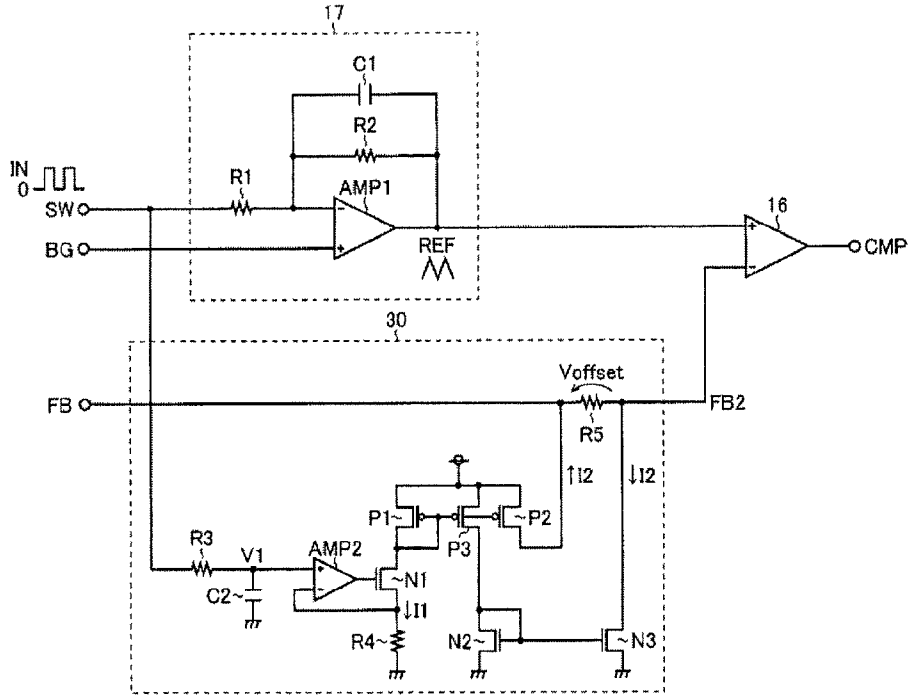 17
C1
R2
IN
0
R1
AMP1
SW
BG
REF
16
CMP
30
FB
Voffset
R5
FB2
↑I2
↓I2
P1
P3
P2
R3
V1
AMP2
C2
N1
↓I1
R4
N2
N3